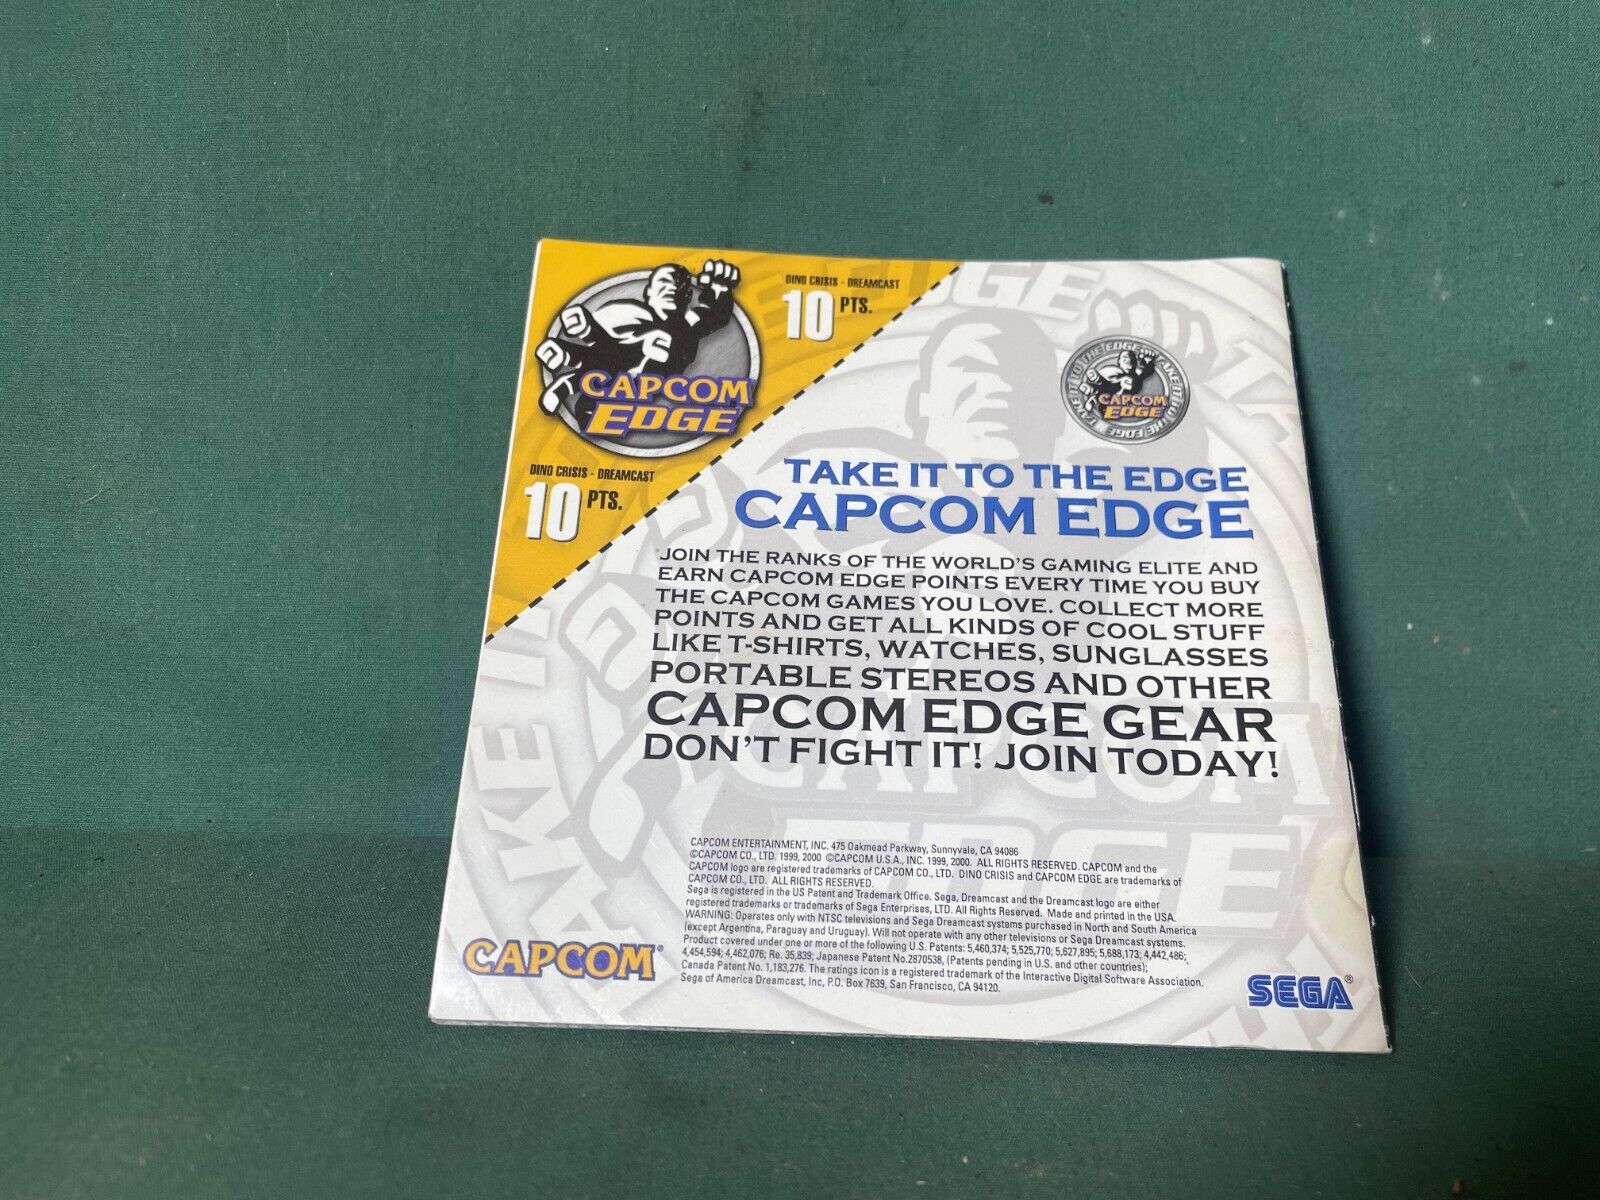 DINO CRISIS - DREAMCAST
10 PTS.
CAPCOM
EDGE
DINO CRISIS - DREAMCAST
10 PTS.
TAKE IT TO THE EDGE TAKE IT TO THE EDGE
CAPCOM
EDGE
TAKE IT TO THE EDGE
CAPCOM EDGE
JOIN THE RANKS OF THE WORLD'S GAMING ELITE AND
EARN CAPCOM EDGE POINTS EVERY TIME YOU BUY
THE CAPCOM GAMES YOU LOVE. COLLECT MORE
POINTS AND GET ALL KINDS OF COOL STUFF
LIKE T-SHIRTS, WATCHES, SUNGLASSES
PORTABLE STEREOS AND OTHER
CAPCOM EDGE GEAR
DON'T FIGHT IT! JOIN TODAY!
CAPCOM ENTERTAINMENT, INC. 475 Oakmead Parkway, Sunnyvale, CA 94086
©CAPCOM CO., LTD. 1999, 2000 ©CAPCOM U.S.A., INC. 1999, 2000. ALL RIGHTS RESERVED. CAPCOM and the
CAPCOM logo are registered trademarks of CAPCOM CO., LTD. DINO CRISIS and CAPCOM EDGE are trademarks of
CAPCOM CO., LTD. ALL RIGHTS RESERVED.
Sega is registered in the US Patent and Trademark Office. Sega, Dreamcast and the Dreamcast logo are either
registered trademarks or trademarks of Sega Enterprises, LTD. All Rights Reserved. Made and printed in the USA.
WARNING: Operates only with NTSC televisions and Sega Dreamcast systems purchased in North and South America
(except Argentina, Paraguay and Uruguay). Will not operate with any other televisions or Sega Dreamcast systems.
Product covered under one or more of the following U.S. Patents: 5,460,374; 5,525,770; 5,627,895; 5,688,173; 4,442,486;
4,454,594; 4,462,076; Re. 35,839; Japanese Patent No.2870538, (Patents pending in U.S. and other countries);
Canada Patent No. 1,183,276. The ratings icon is a registered trademark of the Interactive Digital Software Association.
Sega of America Dreamcast, Inc, P.O. Box 7639, San Francisco, CA 94120.
CAPCOM®
SEGA®